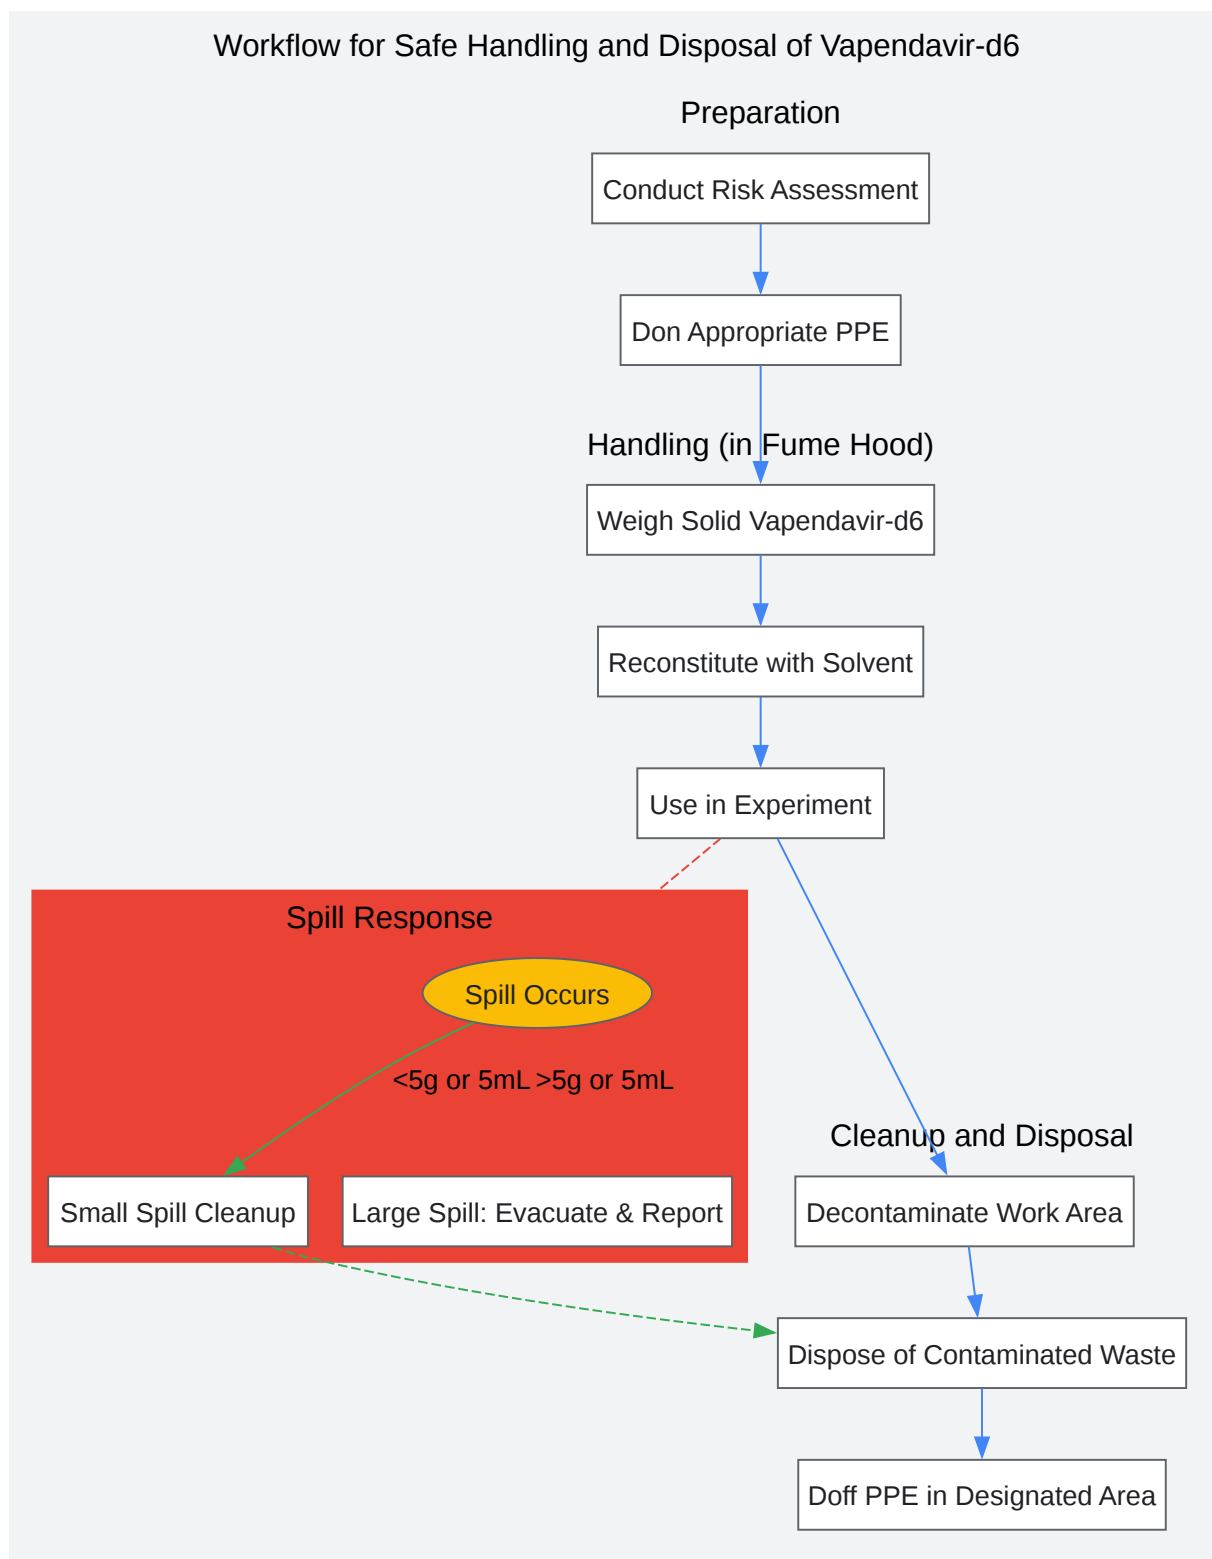 Workflow for Safe Handling and Disposal of Vapendavir-d6
Preparation
Conduct Risk Assessment
Don Appropriate PPE
Handling (in Fume Hood)
Weigh Solid Vapendavir-d6
Reconstitute with Solvent
Use in Experiment
Spill Response
Spill Occurs
<5g or 5mL >5g or 5mL
Small Spill Cleanup
Large Spill: Evacuate & Report
Cleanup and Disposal
Decontaminate Work Area
Dispose of Contaminated Waste
Doff PPE in Designated Area